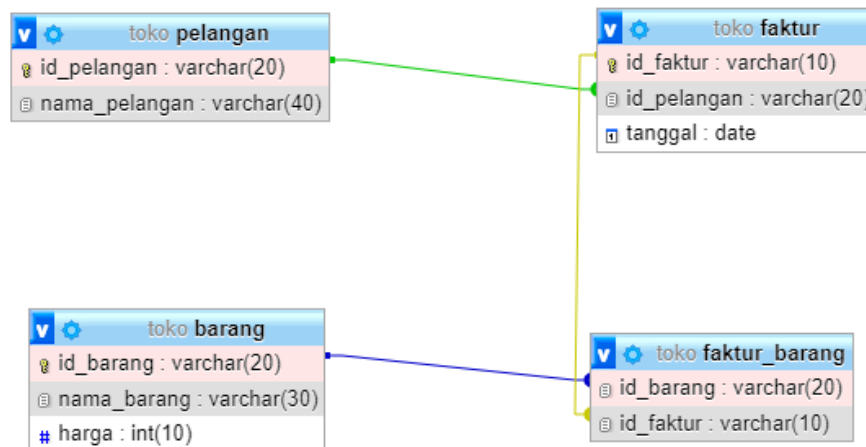 v toko pelangan
id_pelangan : varchar(20)
nama_pelangan : varchar(40)
v toko faktur
id_faktur : varchar(10)
id_pelangan : varchar(20)
tanggal : date
v toko barang
id_barang : varchar(20)
nama_barang : varchar(30)
# harga : int(10)
v toko faktur_barang
id_barang : varchar(20)
id_faktur : varchar(10)